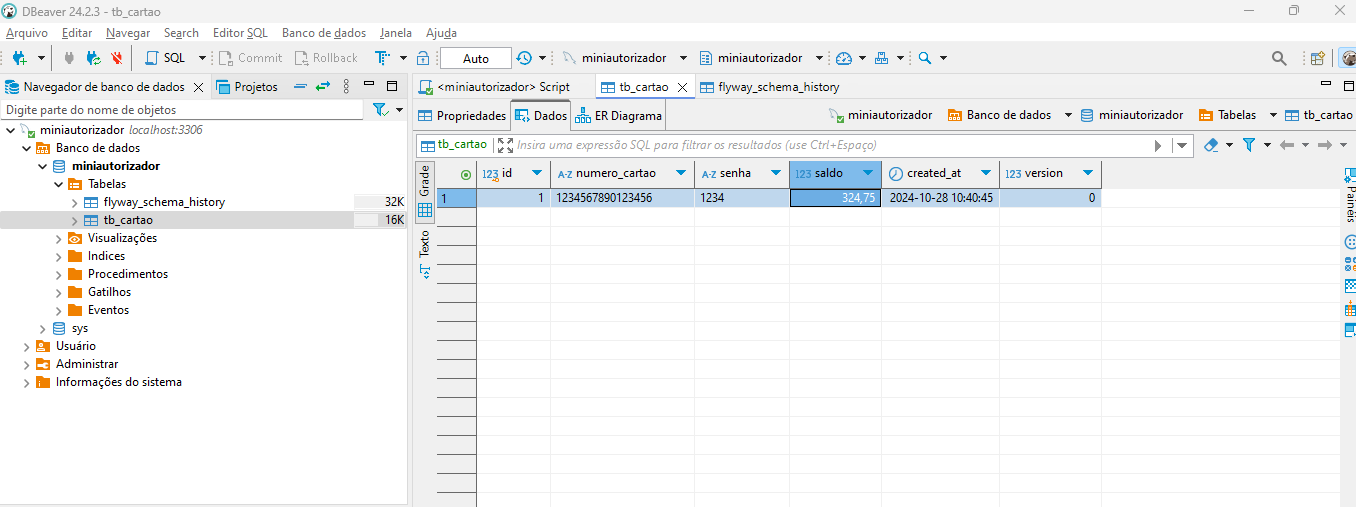 DBeaver 24.2.3 - tb_cartao
Arquivo Editar Navegar Search Editor SQL Banco de dados Janela Ajuda
SQL Commit Rollback Auto miniautorizador miniautorizador
Navegador de banco de dados Projetos
<miniautorizador> Script tb_cartao flyway_schema_history
Digite parte do nome de objetos
Propriedades Dados ER Diagrama miniautorizador Banco de dados miniautorizador Tabelas tb_cartao
miniautorizador localhost:3306
tb_cartao Insira uma expressão SQL para filtrar os resultados (use Ctrl+Espaço)
Banco de dados
miniautorizador
Tabelas
flyway_schema_history 32K
tb_cartao 16K
Visualizações
Indices
Procedimentos
Gatilhos
Eventos
sys
Usuário
Administrar
Informações do sistema
Grade
Texto
123 id A-Z numero_cartao A-Z senha 123 saldo created_at 123 version
1 1 1234567890123456 1234 324,75 2024-10-28 10:40:45 0
Painéis